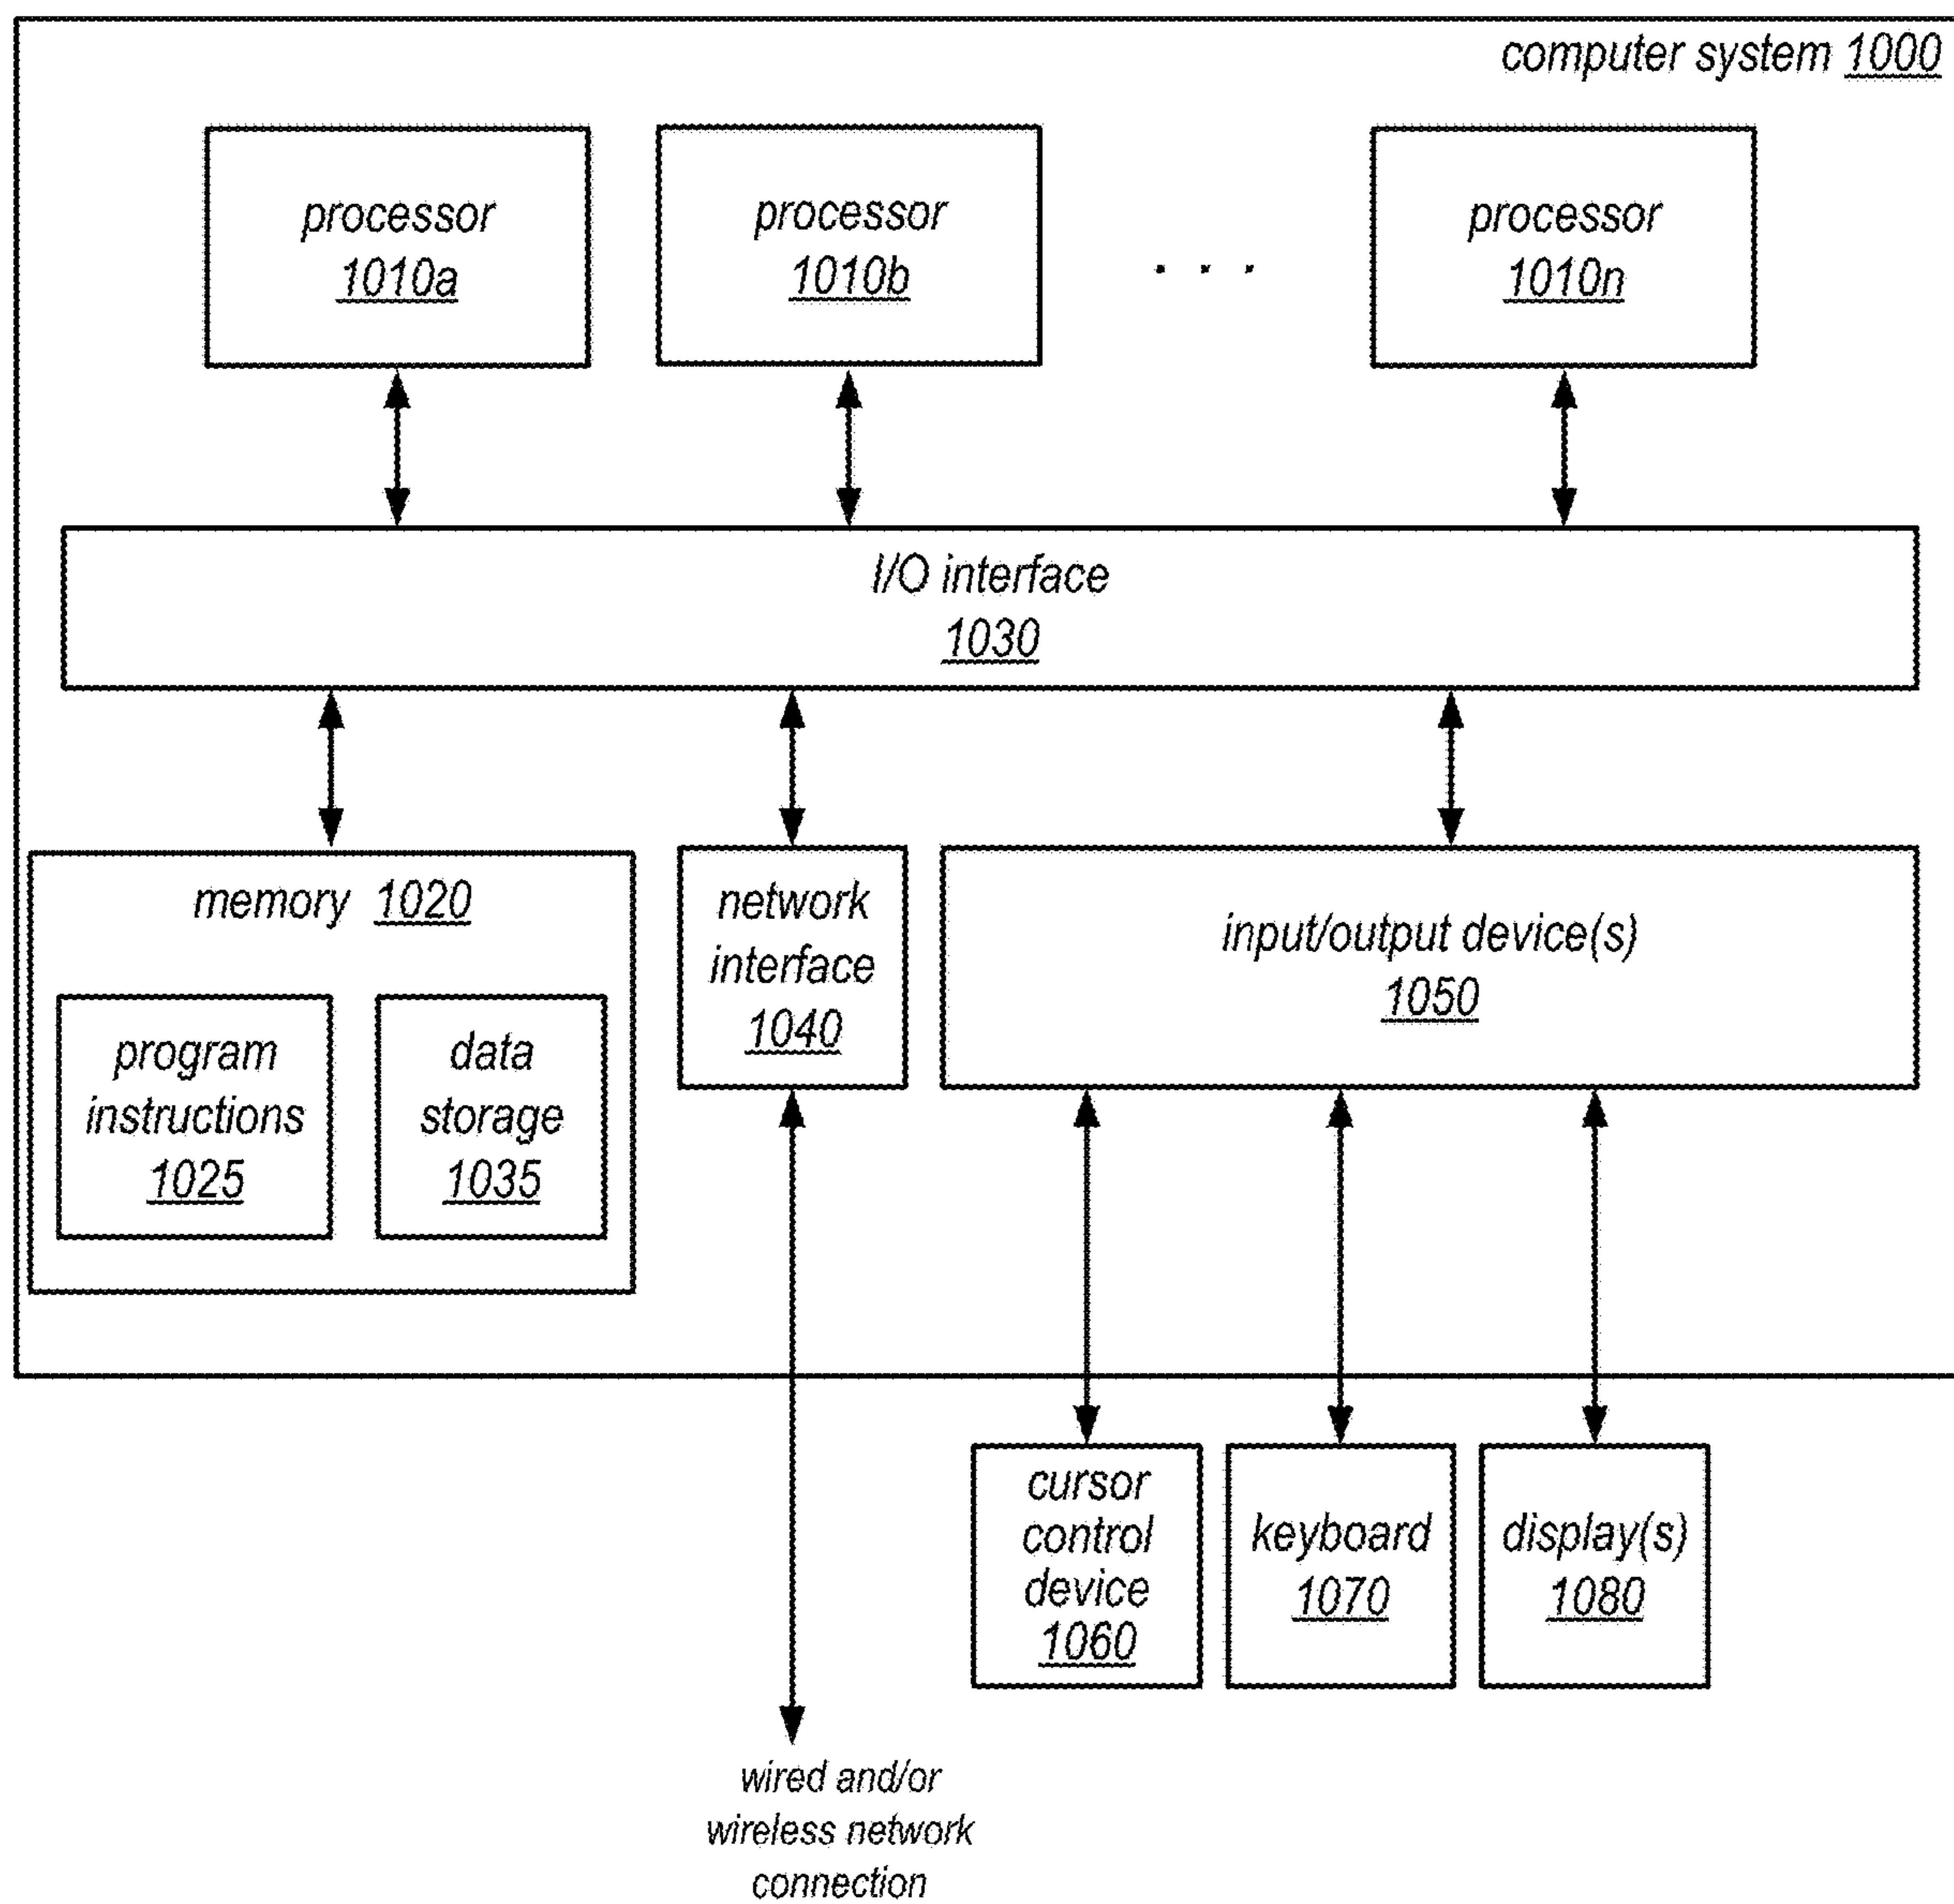 computer system 1000
processor
1010a
processor
1010b
. . .
processor
1010n
I/O interface
1030
memory 1020
program
instructions
1025
data
storage
1035
network
interface
1040
input/output device(s)
1050
cursor
control
device
1060
keyboard
1070
display(s)
1080
wired and/or
wireless network
connection